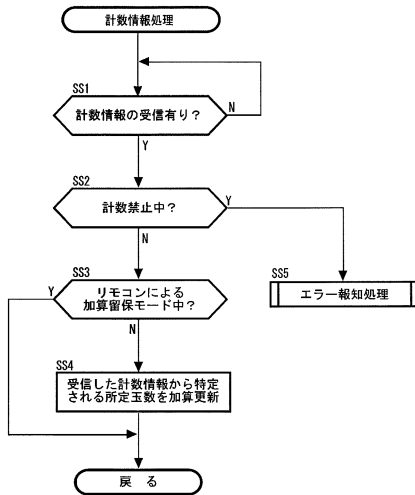 計数情報処理
SS1
計数情報の受信有り?
N
Y
SS2
計数禁止中?
Y
N
SS3
リモコンによる
加算留保モード中?
Y
N
SS5
エラー報知処理
SS4
受信した計数情報から特定
される所定玉数を加算更新
戻 る